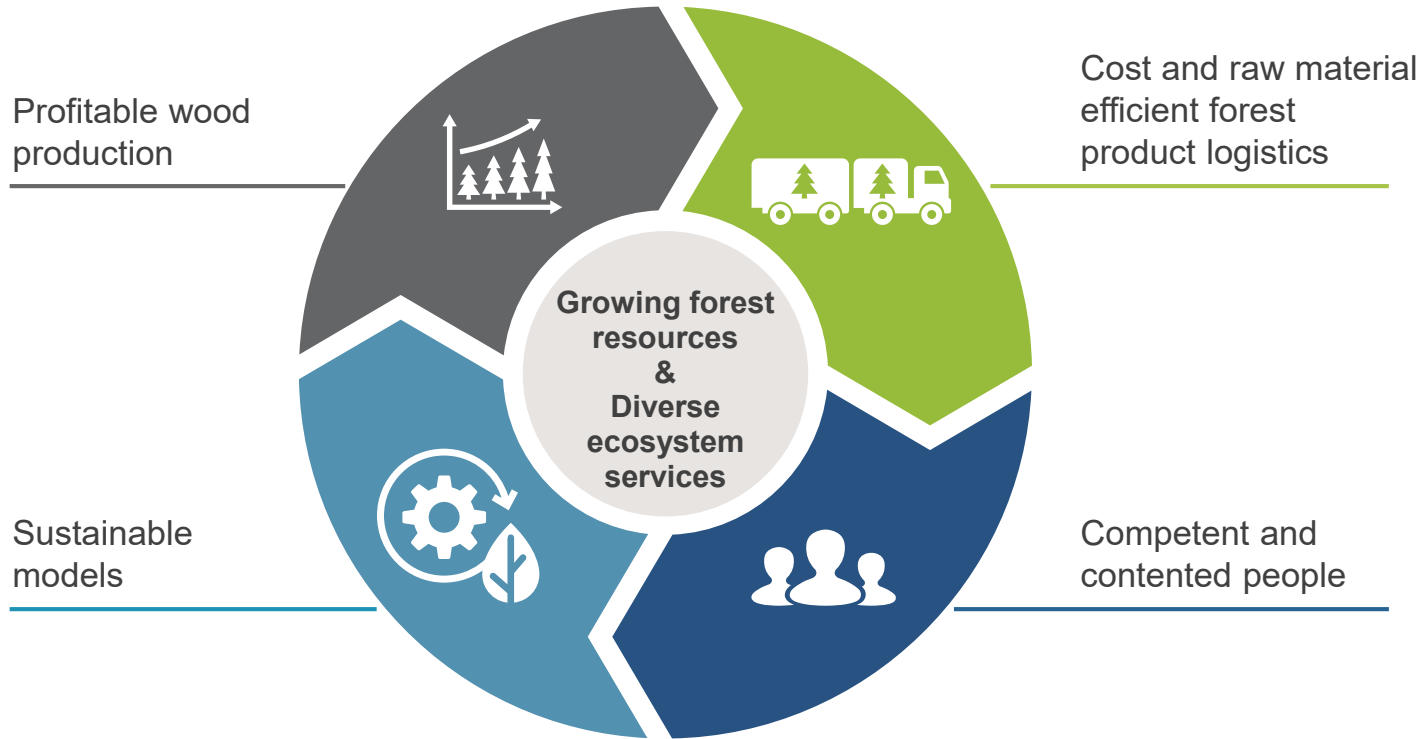 Profitable wood
production
Cost and raw material
efficient forest
product logistics
Growing forest
resources
&
Diverse
ecosystem
services
Sustainable
models
Competent and
contented people